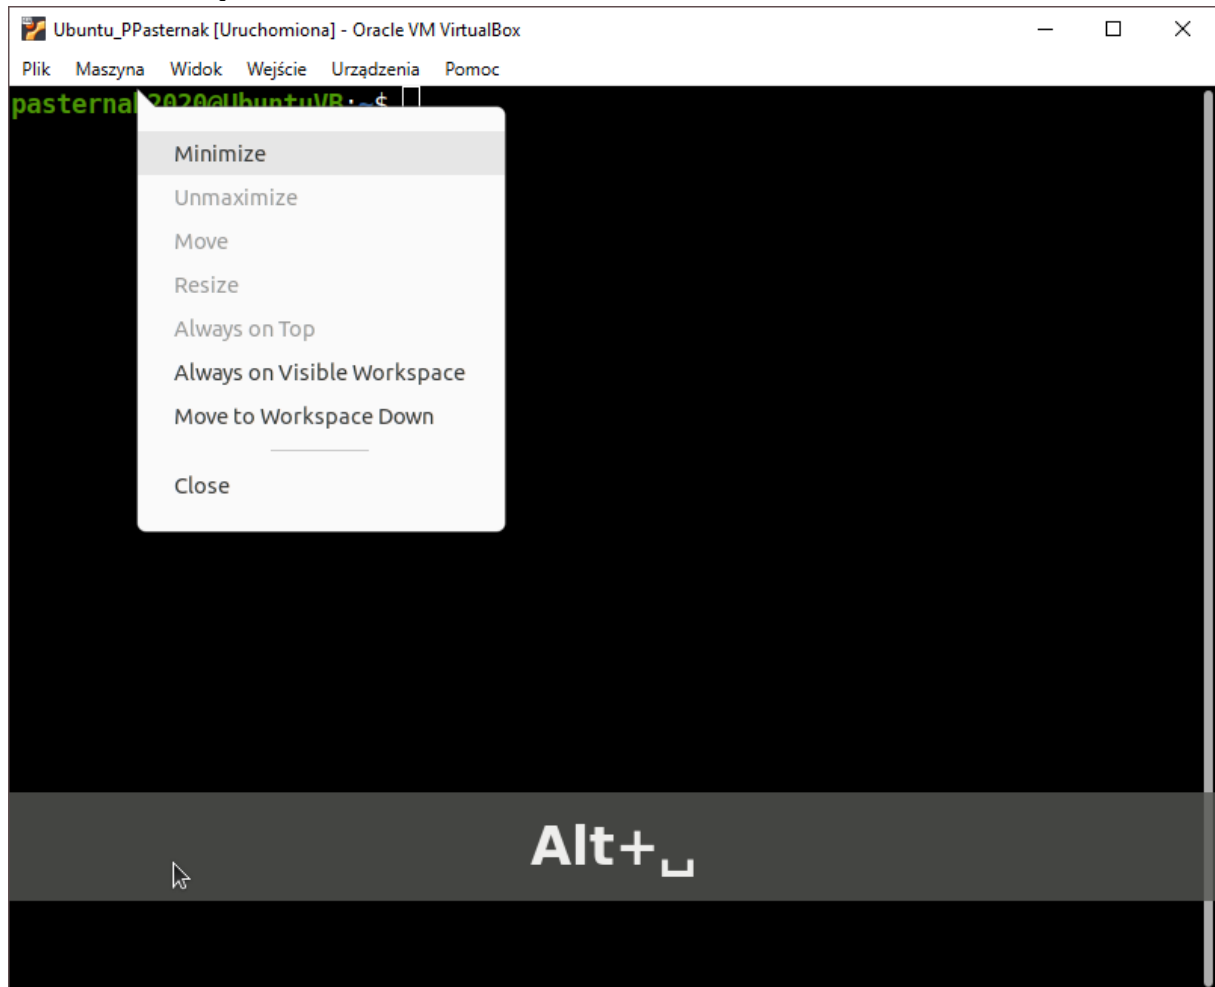 Ubuntu_PPasternak [Uruchomiona] - Oracle VM VirtualBox
Plik Maszyna Widok Wejście Urządzenia Pomoc
pasternak2020@UbuntuVB:~$
Minimize
Unmaximize
Move
Resize
Always on Top
Always on Visible Workspace
Move to Workspace Down
Close
Alt+␣